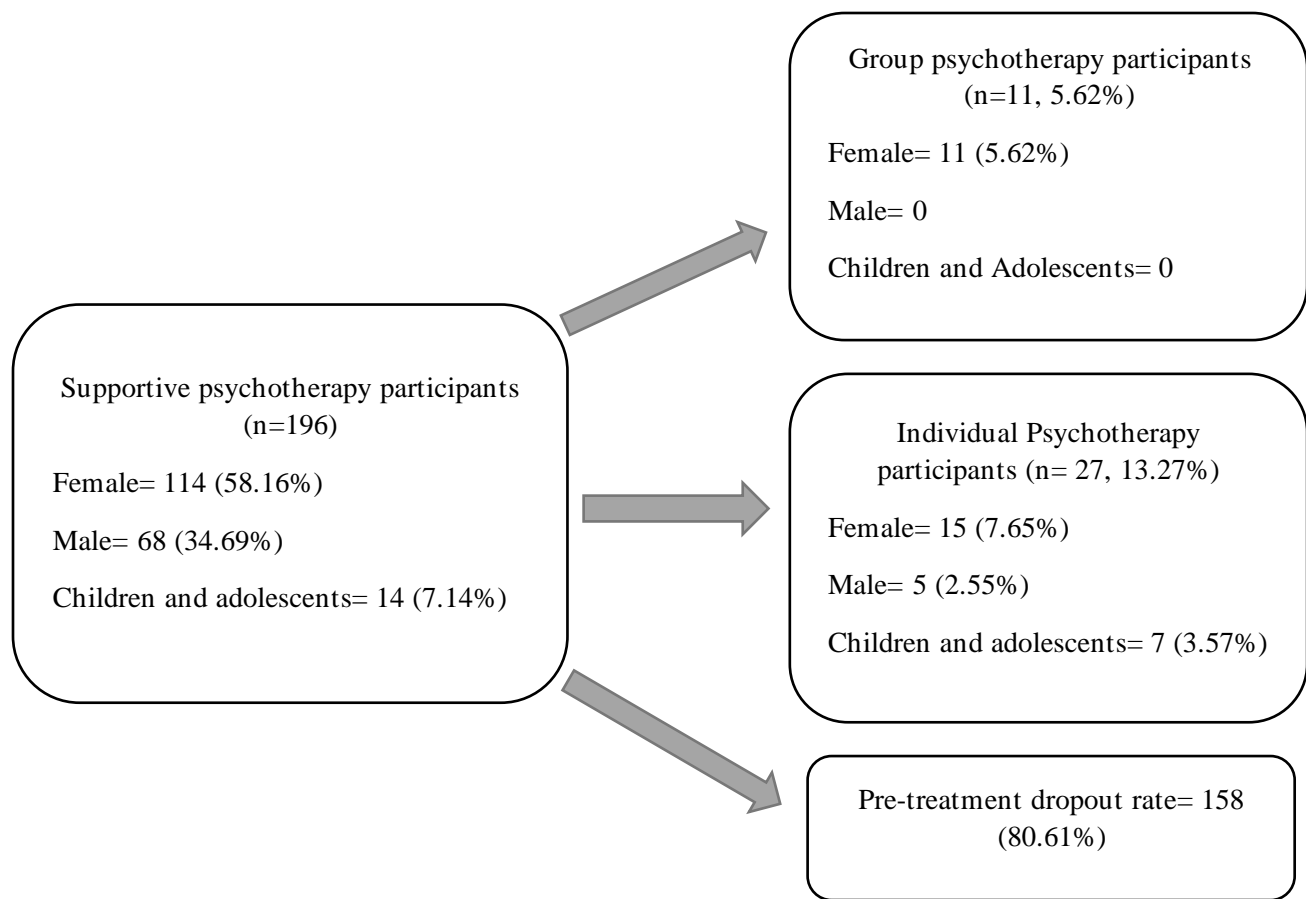 Supportive psychotherapy participants
(n=196)
Female= 114 (58.16%)
Male= 68 (34.69%)
Children and adolescents= 14 (7.14%)
Group psychotherapy participants
(n=11, 5.62%)
Female= 11 (5.62%)
Male= 0
Children and Adolescents= 0
Individual Psychotherapy
participants (n= 27, 13.27%)
Female= 15 (7.65%)
Male= 5 (2.55%)
Children and adolescents= 7 (3.57%)
Pre-treatment dropout rate= 158
(80.61%)